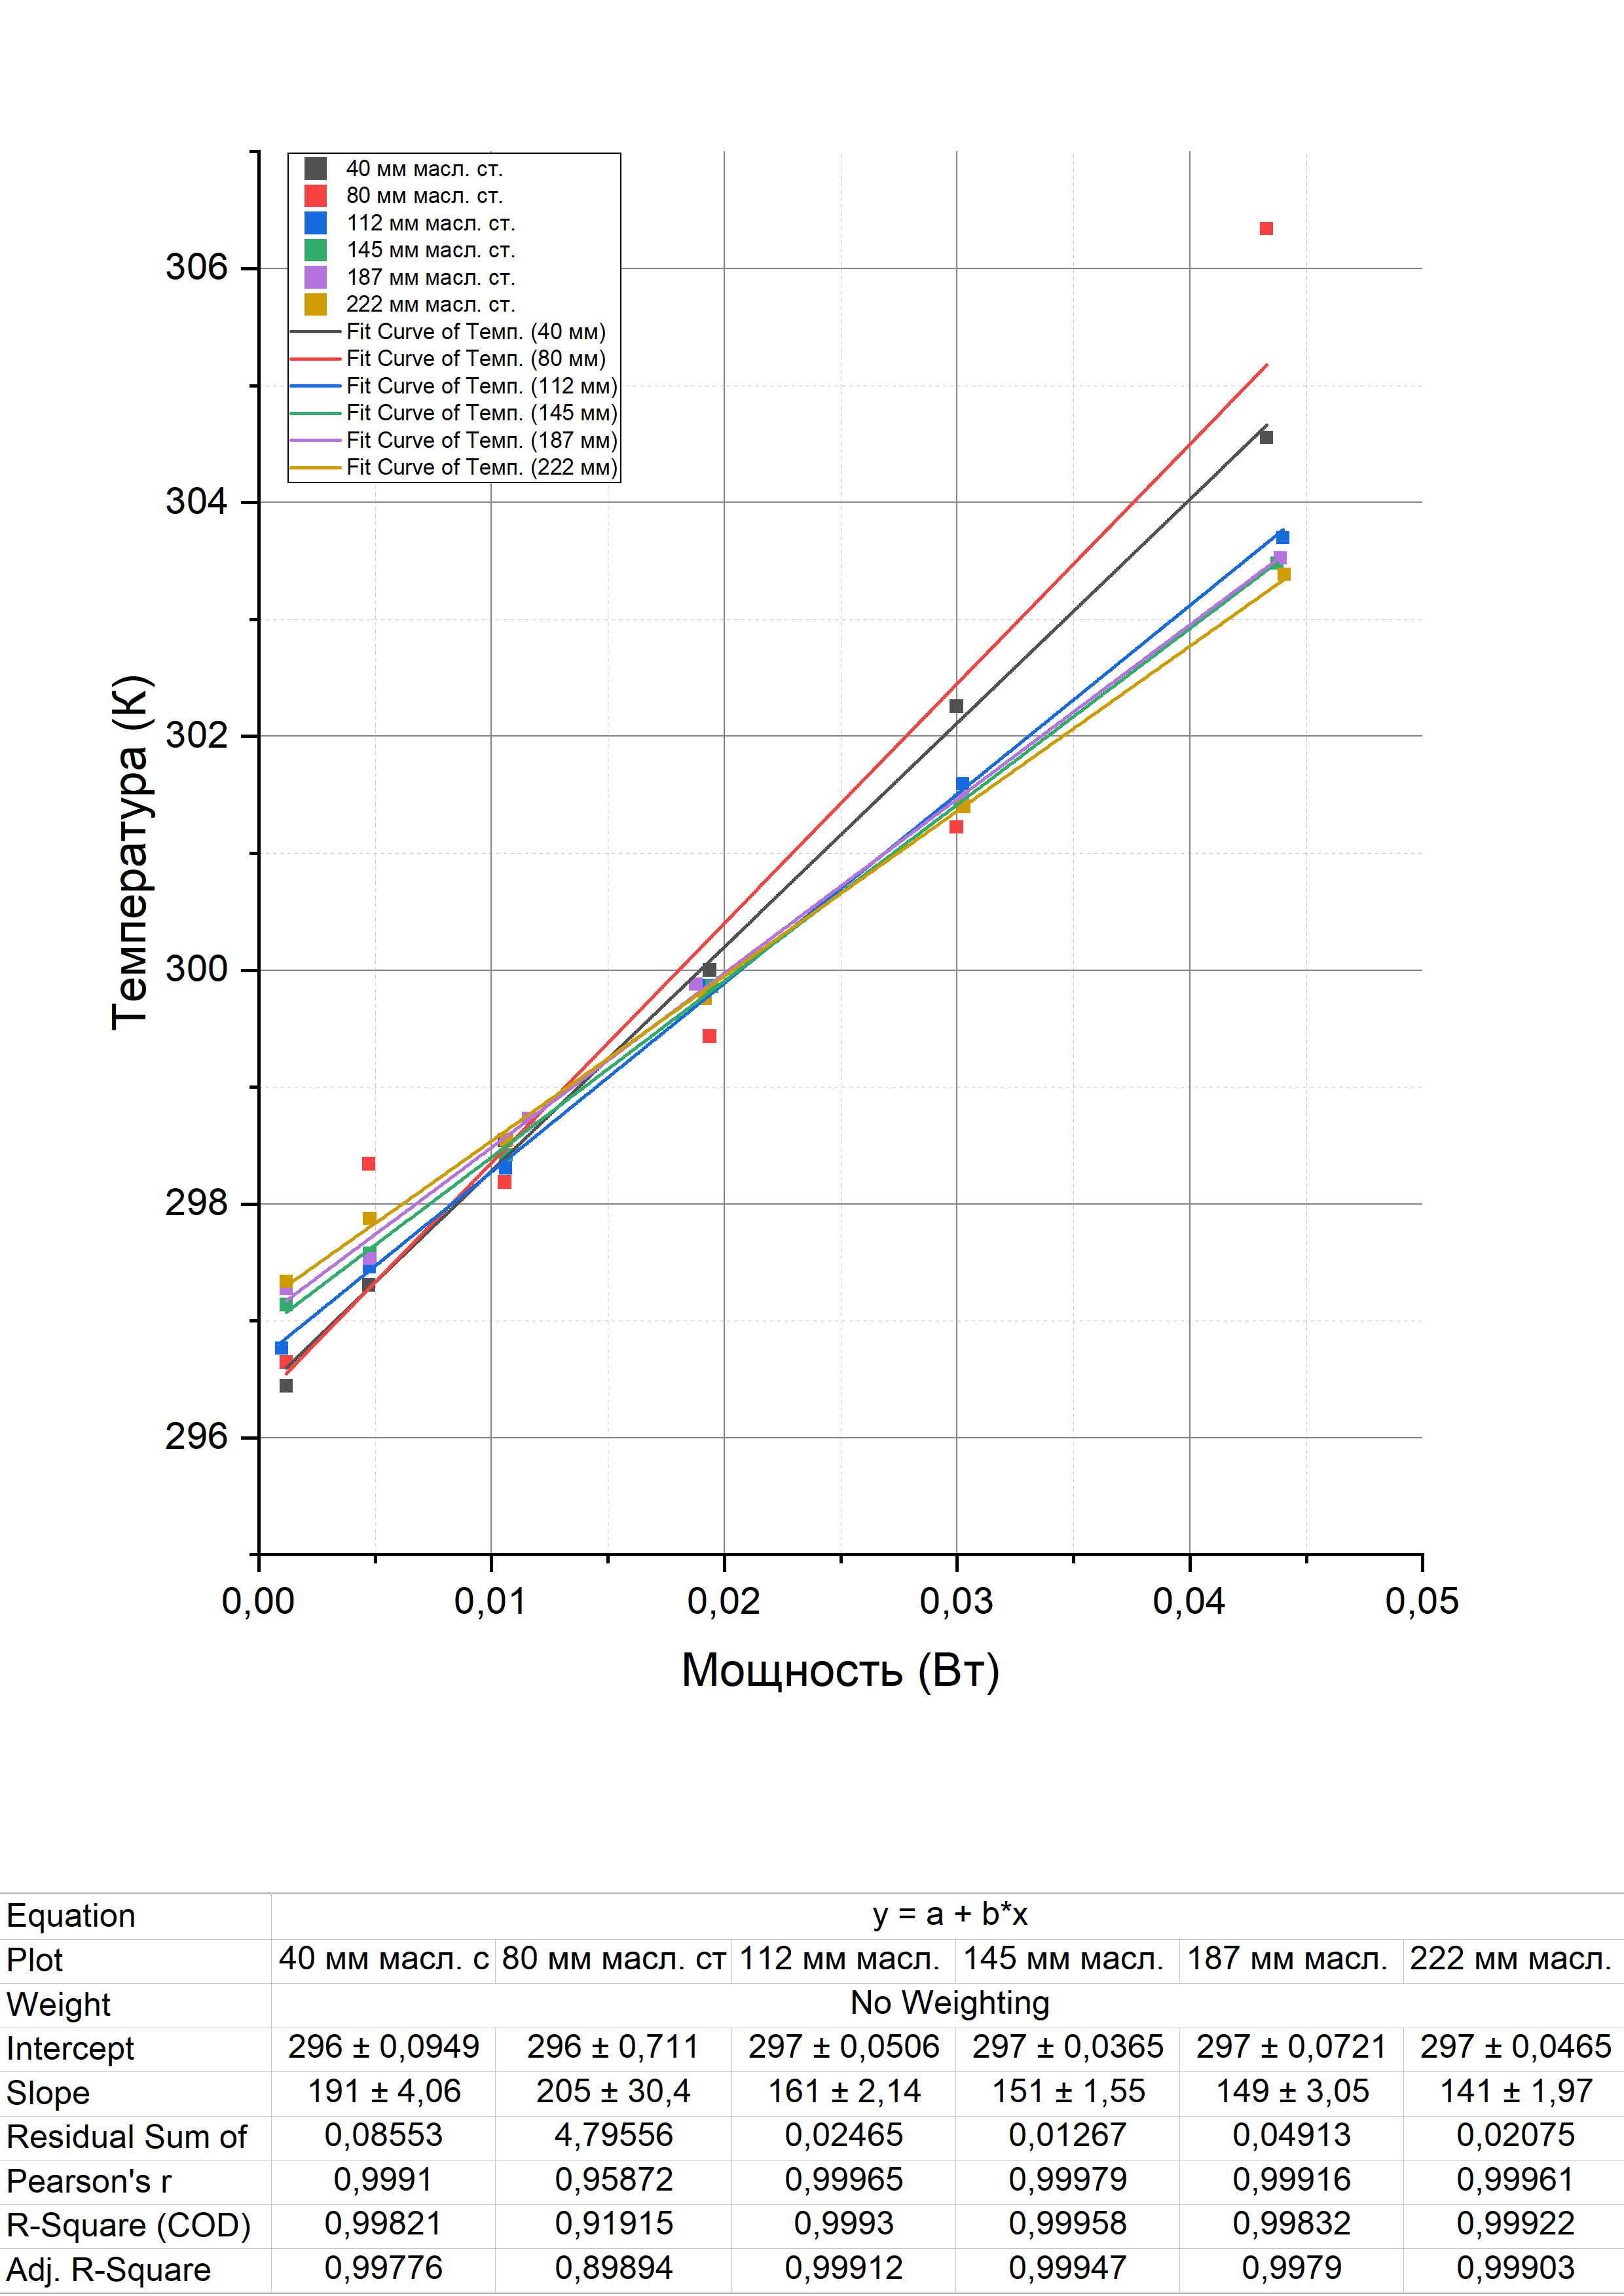 40 мм масл. ст.
80 мм масл. ст.
112 мм масл. ст.
145 мм масл. ст.
187 мм масл. ст.
222 мм масл. ст.
Fit Curve of Темп. (40 мм)
Fit Curve of Темп. (80 мм)
Fit Curve of Темп. (112 мм)
Fit Curve of Темп. (145 мм)
Fit Curve of Темп. (187 мм)
Fit Curve of Темп. (222 мм)
306
304
302
300
298
296
Температура (К)
0,00 0,01 0,02 0,03 0,04 0,05
Мощность (Вт)
Equation y = a + b*x
Plot 40 мм масл. с 80 мм масл. ст 112 мм масл. 145 мм масл. 187 мм масл. 222 мм масл.
Weight No Weighting
Intercept 296 ± 0,0949 296 ± 0,711 297 ± 0,0506 297 ± 0,0365 297 ± 0,0721 297 ± 0,0465
Slope 191 ± 4,06 205 ± 30,4 161 ± 2,14 151 ± 1,55 149 ± 3,05 141 ± 1,97
Residual Sum of 0,08553 4,79556 0,02465 0,01267 0,04913 0,02075
Pearson's r 0,9991 0,95872 0,99965 0,99979 0,99916 0,99961
R-Square (COD) 0,99821 0,91915 0,9993 0,99958 0,99832 0,99922
Adj. R-Square 0,99776 0,89894 0,99912 0,99947 0,9979 0,99903